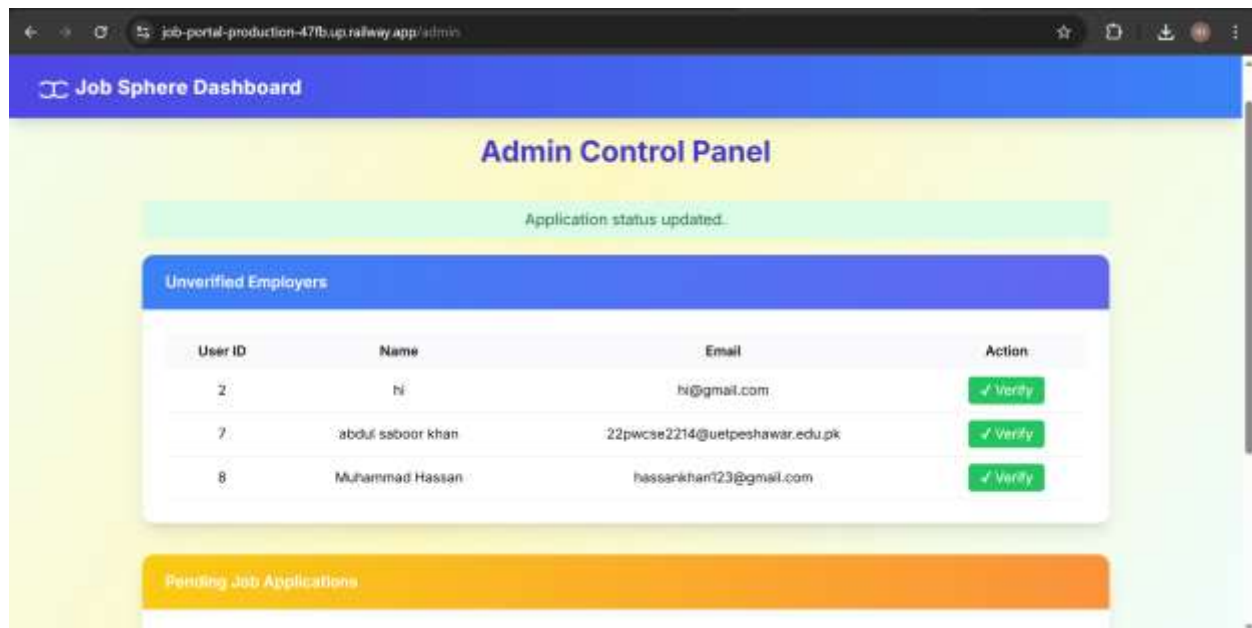 job-portal-production-47fb.up.railway.app/admin
Job Sphere Dashboard
Admin Control Panel
Application status updated.
Unverified Employers
User ID Name Email Action
2 hi hi@gmail.com ✓ Verify
7 abdul saboor khan 22pwcse2214@uetpeshawar.edu.pk ✓ Verify
8 Muhammad Hassan hassankhan123@gmail.com ✓ Verify
Pending Job Applications